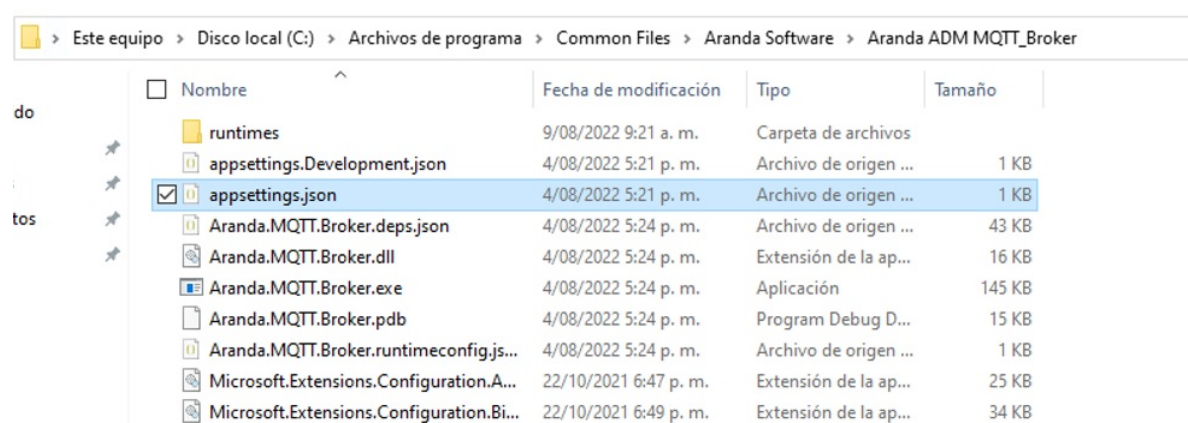 Este equipo > Disco local (C:) > Archivos de programa > Common Files > Aranda Software > Aranda ADM MQTT_Broker
Nombre Fecha de modificación Tipo Tamaño
do
runtimes 9/08/2022 9:21 a. m. Carpeta de archivos
appsettings.Development.json 4/08/2022 5:21 p. m. Archivo de origen ... 1 KB
appsettings.json 4/08/2022 5:21 p. m. Archivo de origen ... 1 KB
tos Aranda.MQTT.Broker.deps.json 4/08/2022 5:24 p. m. Archivo de origen ... 43 KB
Aranda.MQTT.Broker.dll 4/08/2022 5:24 p. m. Extensión de la ap... 16 KB
Aranda.MQTT.Broker.exe 4/08/2022 5:24 p. m. Aplicación 145 KB
Aranda.MQTT.Broker.pdb 4/08/2022 5:24 p. m. Program Debug D... 15 KB
Aranda.MQTT.Broker.runtimeconfig.js... 4/08/2022 5:24 p. m. Archivo de origen ... 1 KB
Microsoft.Extensions.Configuration.A... 22/10/2021 6:47 p. m. Extensión de la ap... 25 KB
Microsoft.Extensions.Configuration.Bi... 22/10/2021 6:49 p. m. Extensión de la ap... 34 KB